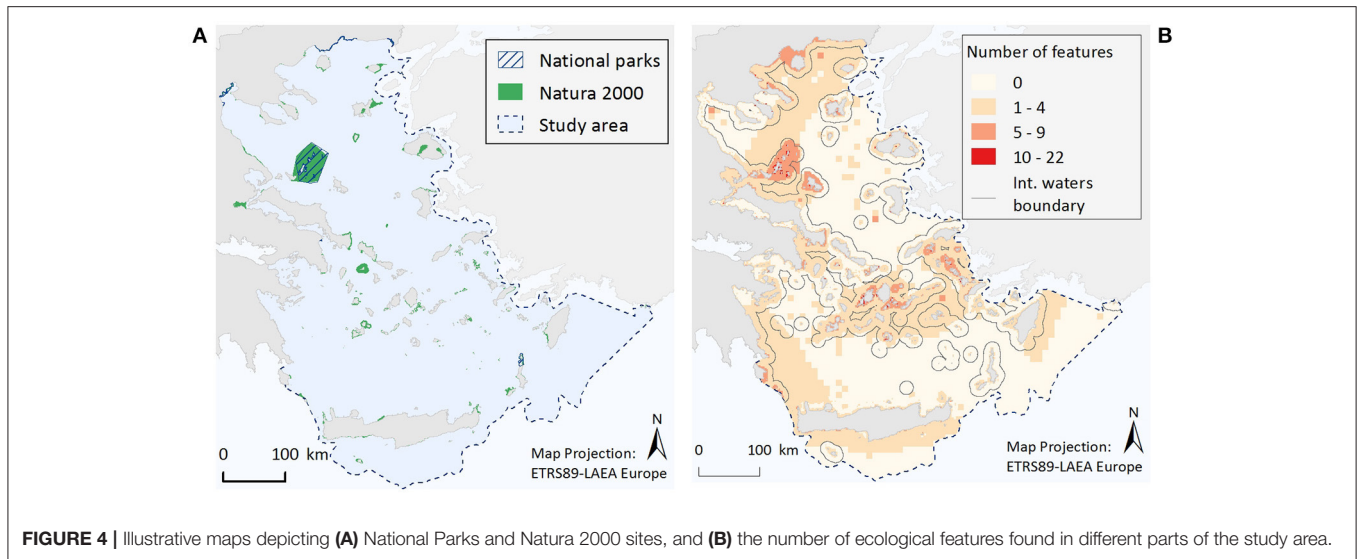 A
National parks
Natura 2000
Study area
0 100 km
N
Map Projection:
ETRS89-LAEA Europe
B
Number of features
0
1 - 4
5 - 9
10 - 22
Int. waters
boundary
0 100 km
N
Map Projection:
ETRS89-LAEA Europe
FIGURE 4 | Illustrative maps depicting (A) National Parks and Natura 2000 sites, and (B) the number of ecological features found in different parts of the study area.